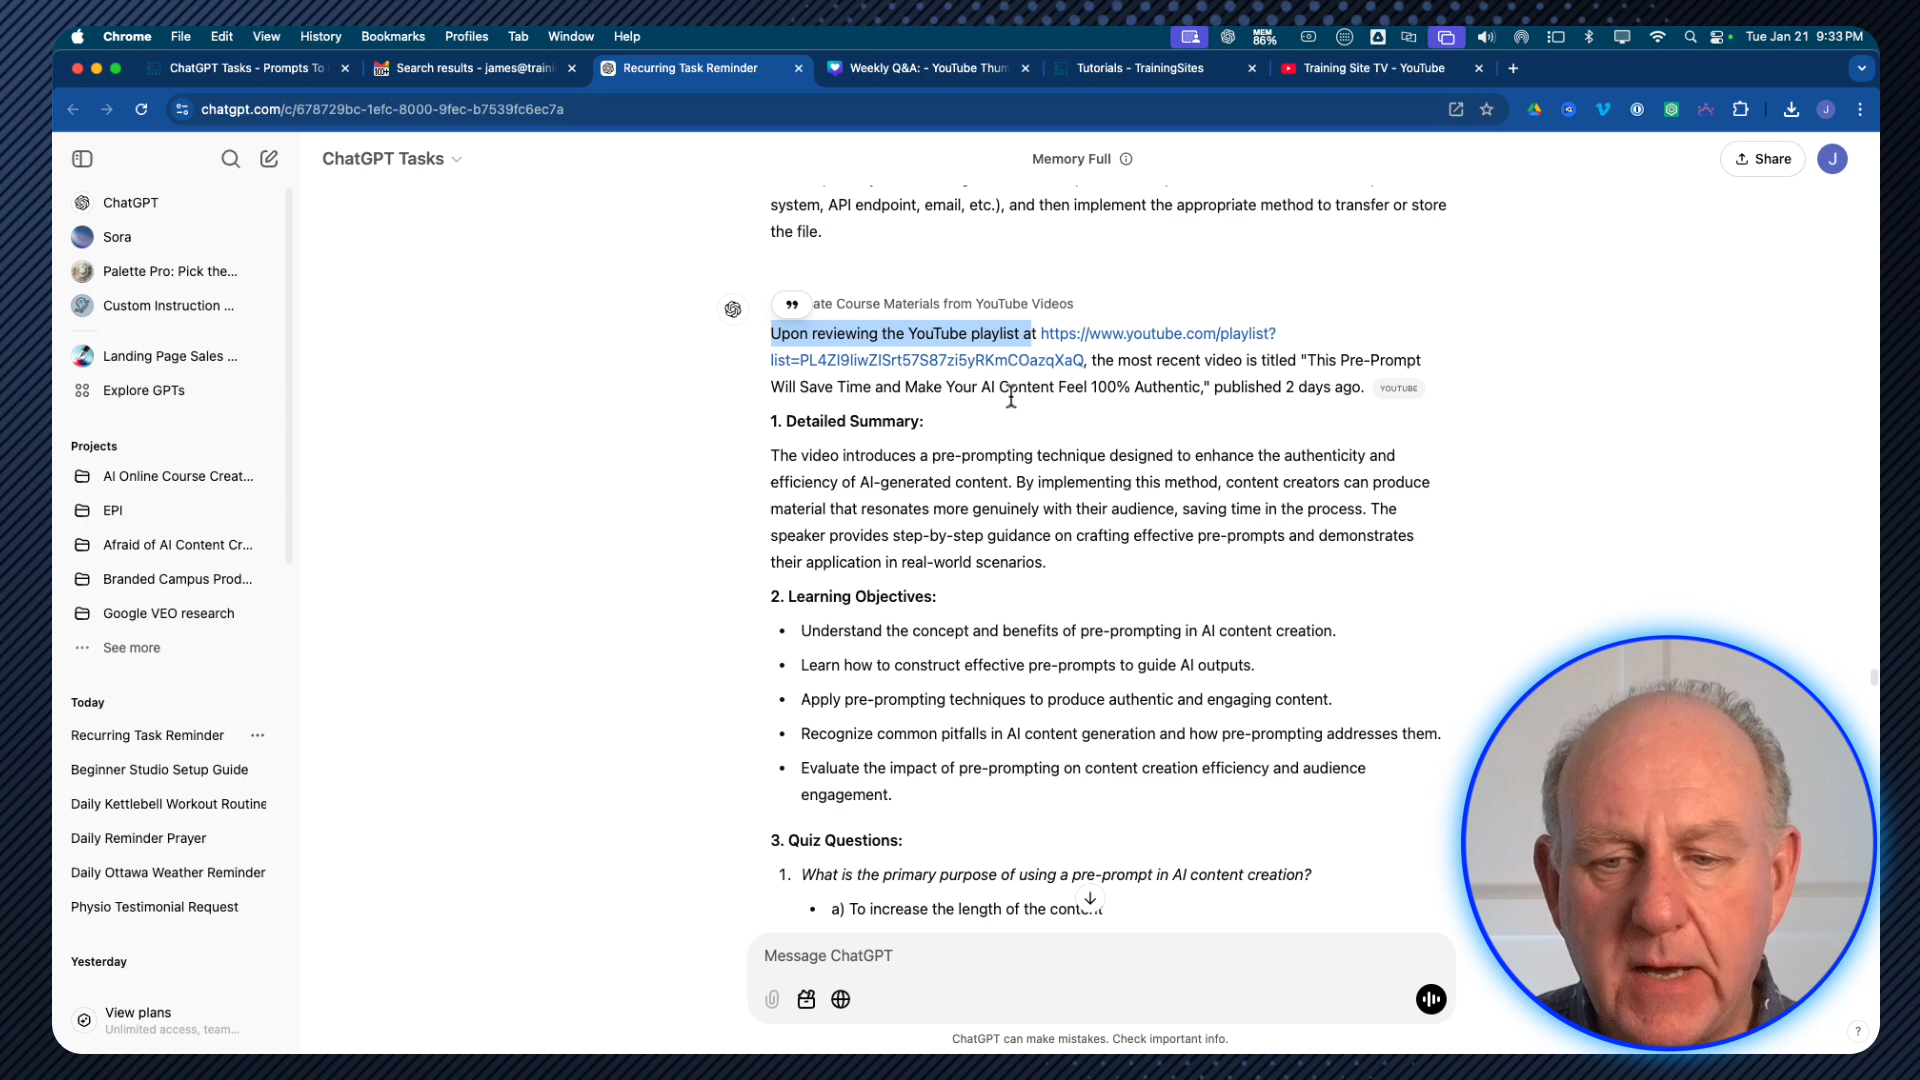 Chrome File Edit View History Bookmarks Profiles Tab Window Help MEM 86% Tue Jan 21 9:33 PM
ChatGPT Tasks - Prompts To Search results - james@traini Recurring Task Reminder Weekly Q&A: - YouTube Thum Tutorials - TrainingSites Training Site TV - YouTube
chatgpt.com/c/678729bc-1efc-8000-9fec-b7539fc6ec7a J
ChatGPT Tasks Memory Full Share J
ChatGPT
Sora
Palette Pro: Pick the...
Custom Instruction ...
Landing Page Sales ...
Explore GPTs
Projects
AI Online Course Creat...
EPI
Afraid of AI Content Cr...
Branded Campus Prod...
Google VEO research
See more
Today
Recurring Task Reminder
Beginner Studio Setup Guide
Daily Kettlebell Workout Routine
Daily Reminder Prayer
Daily Ottawa Weather Reminder
Physio Testimonial Request
Yesterday
View plans
Unlimited access, team...
system, API endpoint, email, etc.), and then implement the appropriate method to transfer or store
the file.
ate Course Materials from YouTube Videos
Upon reviewing the YouTube playlist at https://www.youtube.com/playlist?
list=PL4ZI9IiwZISrt57S87zi5yRKmCOazqXaQ, the most recent video is titled "This Pre-Prompt
Will Save Time and Make Your AI Content Feel 100% Authentic," published 2 days ago. YOUTUBE
1. Detailed Summary:
The video introduces a pre-prompting technique designed to enhance the authenticity and
efficiency of AI-generated content. By implementing this method, content creators can produce
material that resonates more genuinely with their audience, saving time in the process. The
speaker provides step-by-step guidance on crafting effective pre-prompts and demonstrates
their application in real-world scenarios.
2. Learning Objectives:
• Understand the concept and benefits of pre-prompting in AI content creation.
• Learn how to construct effective pre-prompts to guide AI outputs.
• Apply pre-prompting techniques to produce authentic and engaging content.
• Recognize common pitfalls in AI content generation and how pre-prompting addresses them.
• Evaluate the impact of pre-prompting on content creation efficiency and audience
engagement.
3. Quiz Questions:
1. What is the primary purpose of using a pre-prompt in AI content creation?
• a) To increase the length of the content
Message ChatGPT
ChatGPT can make mistakes. Check important info.
?